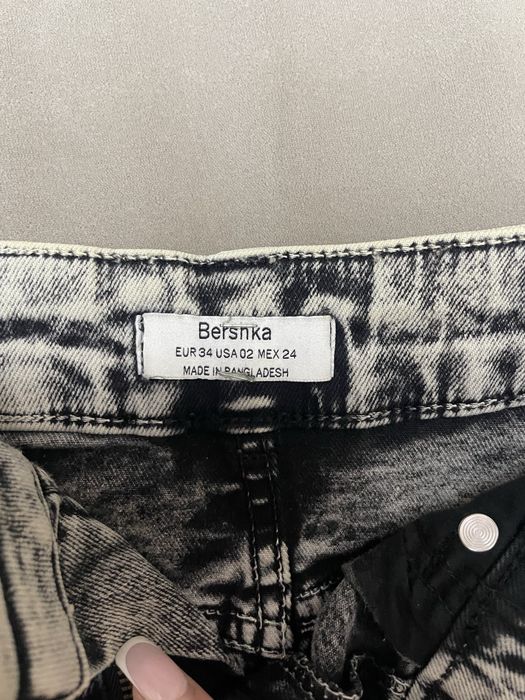 Bershka
EUR 34 USA 02 MEX 24
MADE IN BANGLADESH